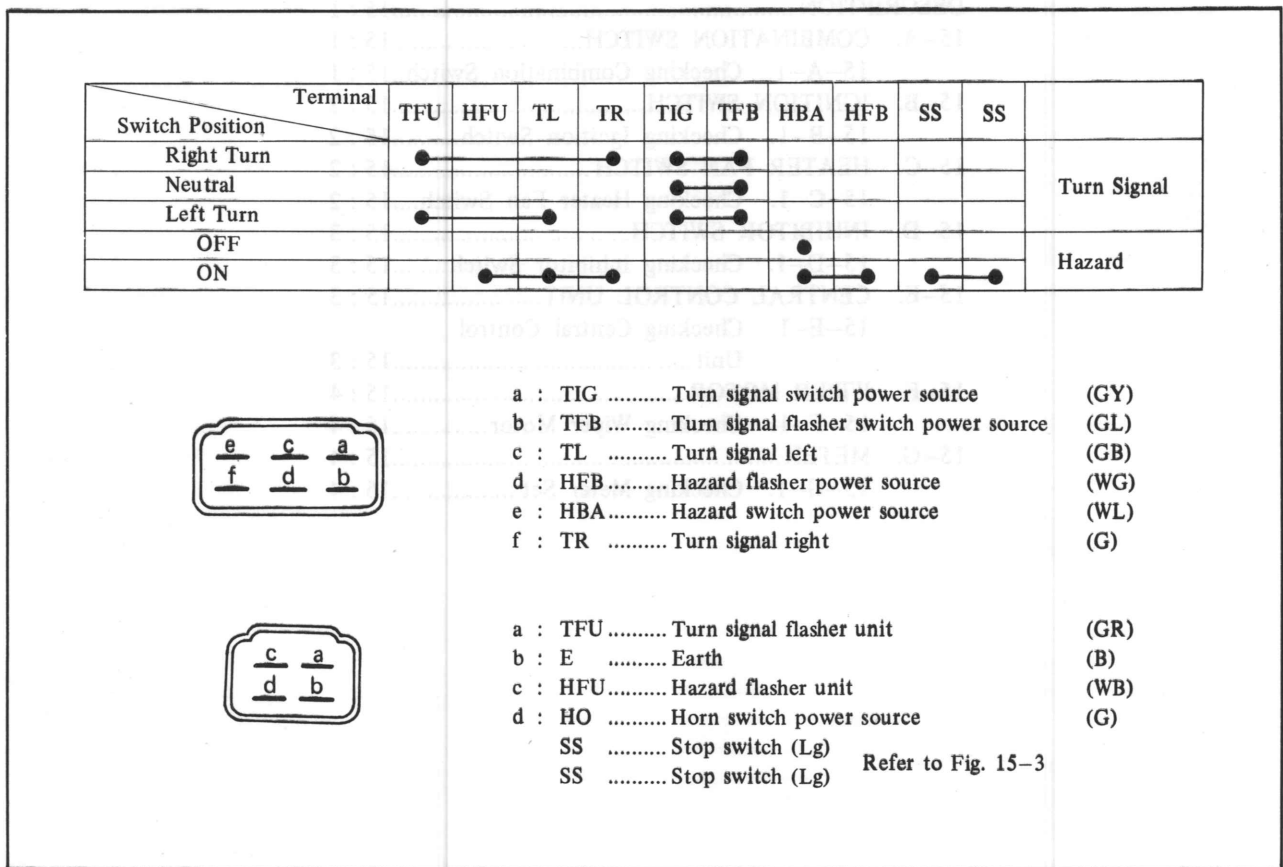 Terminal
Switch Position
TFU HFU TL TR TIG TFB HBA HFB SS SS
Right Turn
Neutral
Left Turn
Turn Signal
OFF
ON
Hazard
e c a
f d b
a : TIG .......... Turn signal switch power source (GY)
b : TFB .......... Turn signal flasher switch power source (GL)
c : TL .......... Turn signal left (GB)
d : HFB .......... Hazard flasher power source (WG)
e : HBA .......... Hazard switch power source (WL)
f : TR .......... Turn signal right (G)
c a
d b
a : TFU .......... Turn signal flasher unit (GR)
b : E .......... Earth (B)
c : HFU .......... Hazard flasher unit (WB)
d : HO .......... Horn switch power source (G)
SS .......... Stop switch (Lg)
SS .......... Stop switch (Lg)
Refer to Fig. 15–3